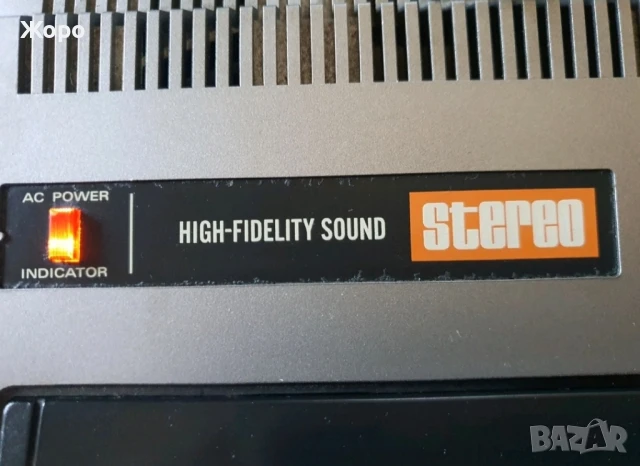 Жоро
AC POWER
INDICATOR
HIGH-FIDELITY SOUND
stereo
BAZAR